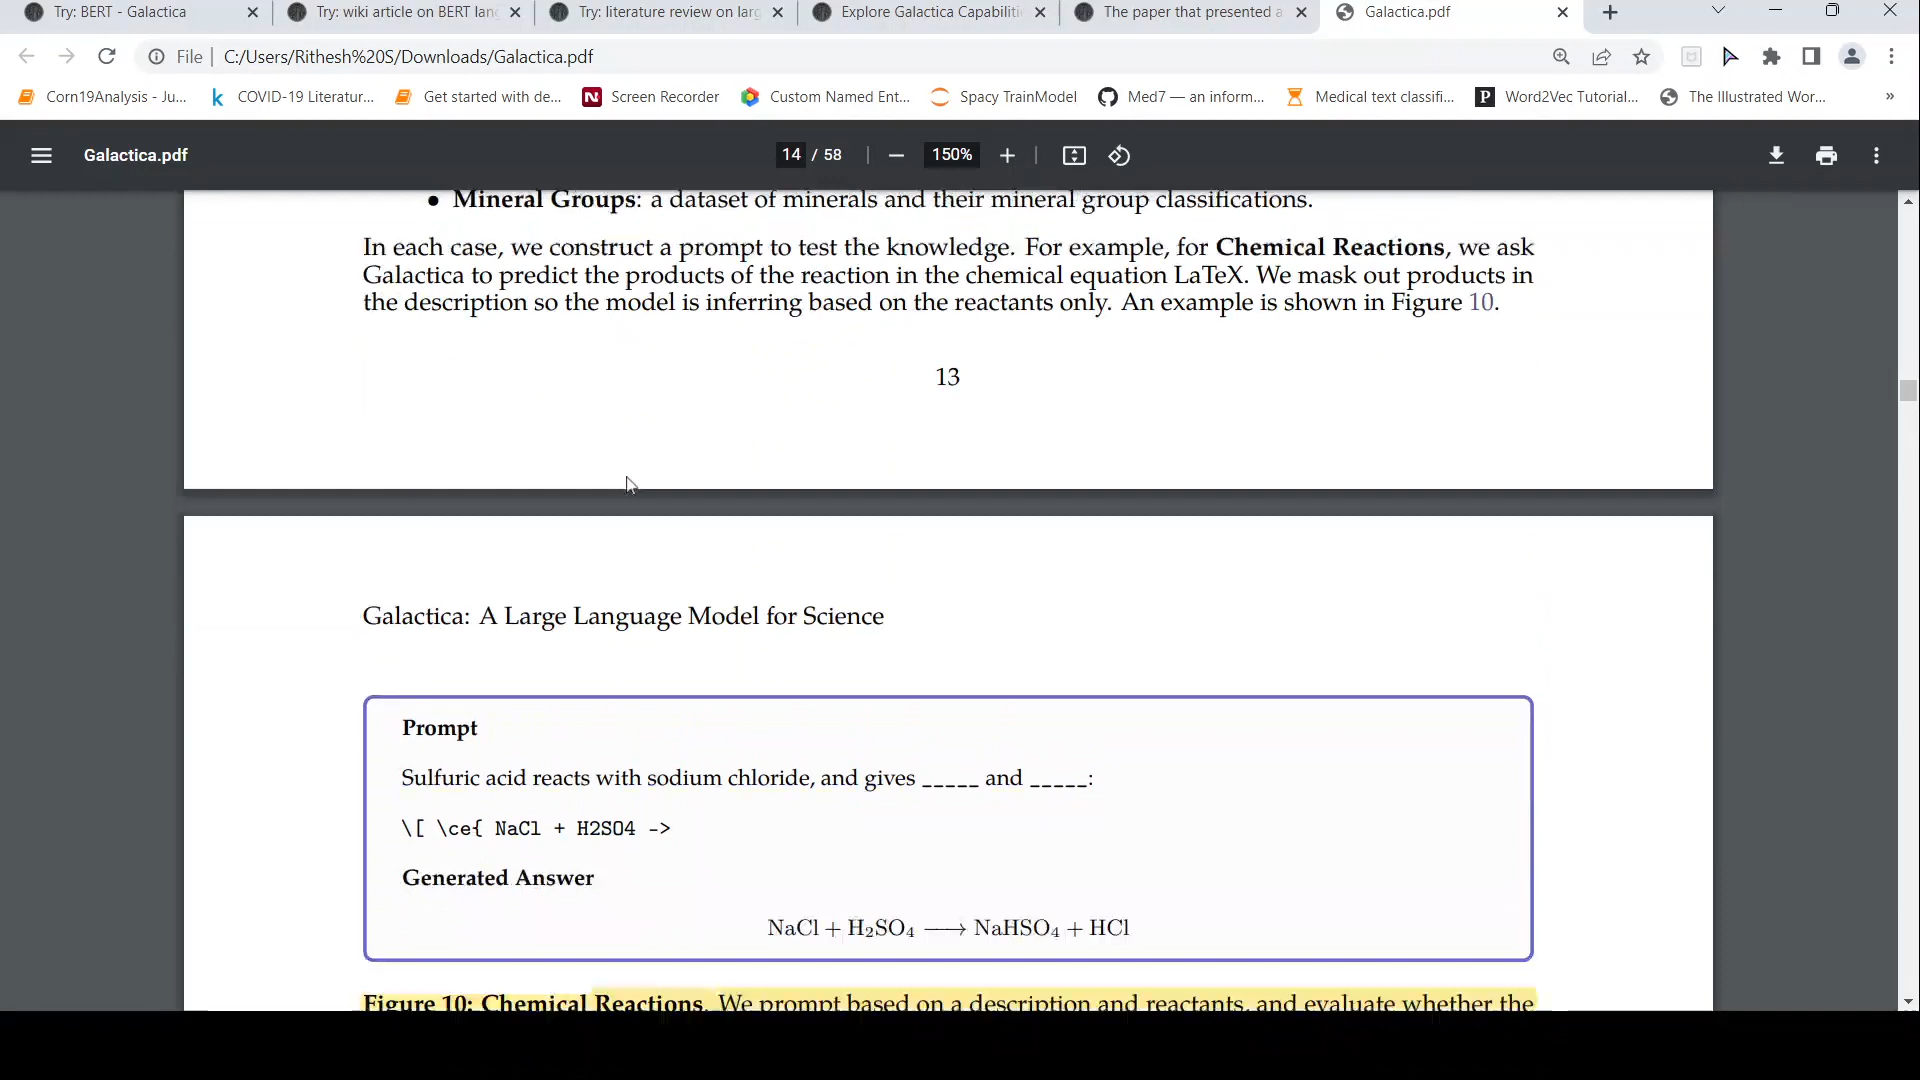 Try: BERT - Galactica
Try: wiki article on BERT lan
Try: literature review on larg
Explore Galactica Capabiliti
The paper that presented a
Galactica.pdf
File
C:/Users/Rithesh%20S/Downloads/Galactica.pdf
Corn19Analysis - Ju...
COVID-19 Literatur...
Get started with de...
Screen Recorder
Custom Named Ent...
Spacy TrainModel
Med7 — an inform...
Medical text classifi...
Word2Vec Tutorial...
The Illustrated Wor...
»
Galactica.pdf
14 / 58
150%
• Mineral Groups: a dataset of minerals and their mineral group classifications.
In each case, we construct a prompt to test the knowledge. For example, for Chemical Reactions, we ask
Galactica to predict the products of the reaction in the chemical equation LaTeX. We mask out products in
the description so the model is inferring based on the reactants only. An example is shown in Figure 10.
13
Galactica: A Large Language Model for Science
Prompt
Sulfuric acid reacts with sodium chloride, and gives _____ and _____:
\[ \ce{ NaCl + H2SO4 ->
Generated Answer
NaCl + H₂SO₄ ⟶ NaHSO₄ + HCl
Figure 10: Chemical Reactions. We prompt based on a description and reactants, and evaluate whether the